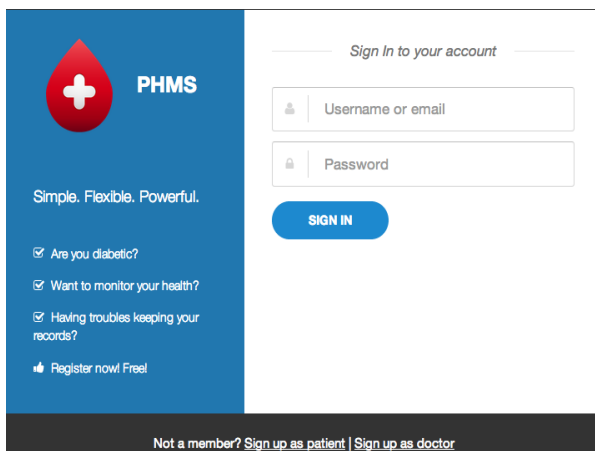 PHMS
Simple. Flexible. Powerful.
Are you diabetic?
Want to monitor your health?
Having troubles keeping your
records?
Register now! Free!
Sign In to your account
Username or email
Password
SIGN IN
Not a member? Sign up as patient | Sign up as doctor